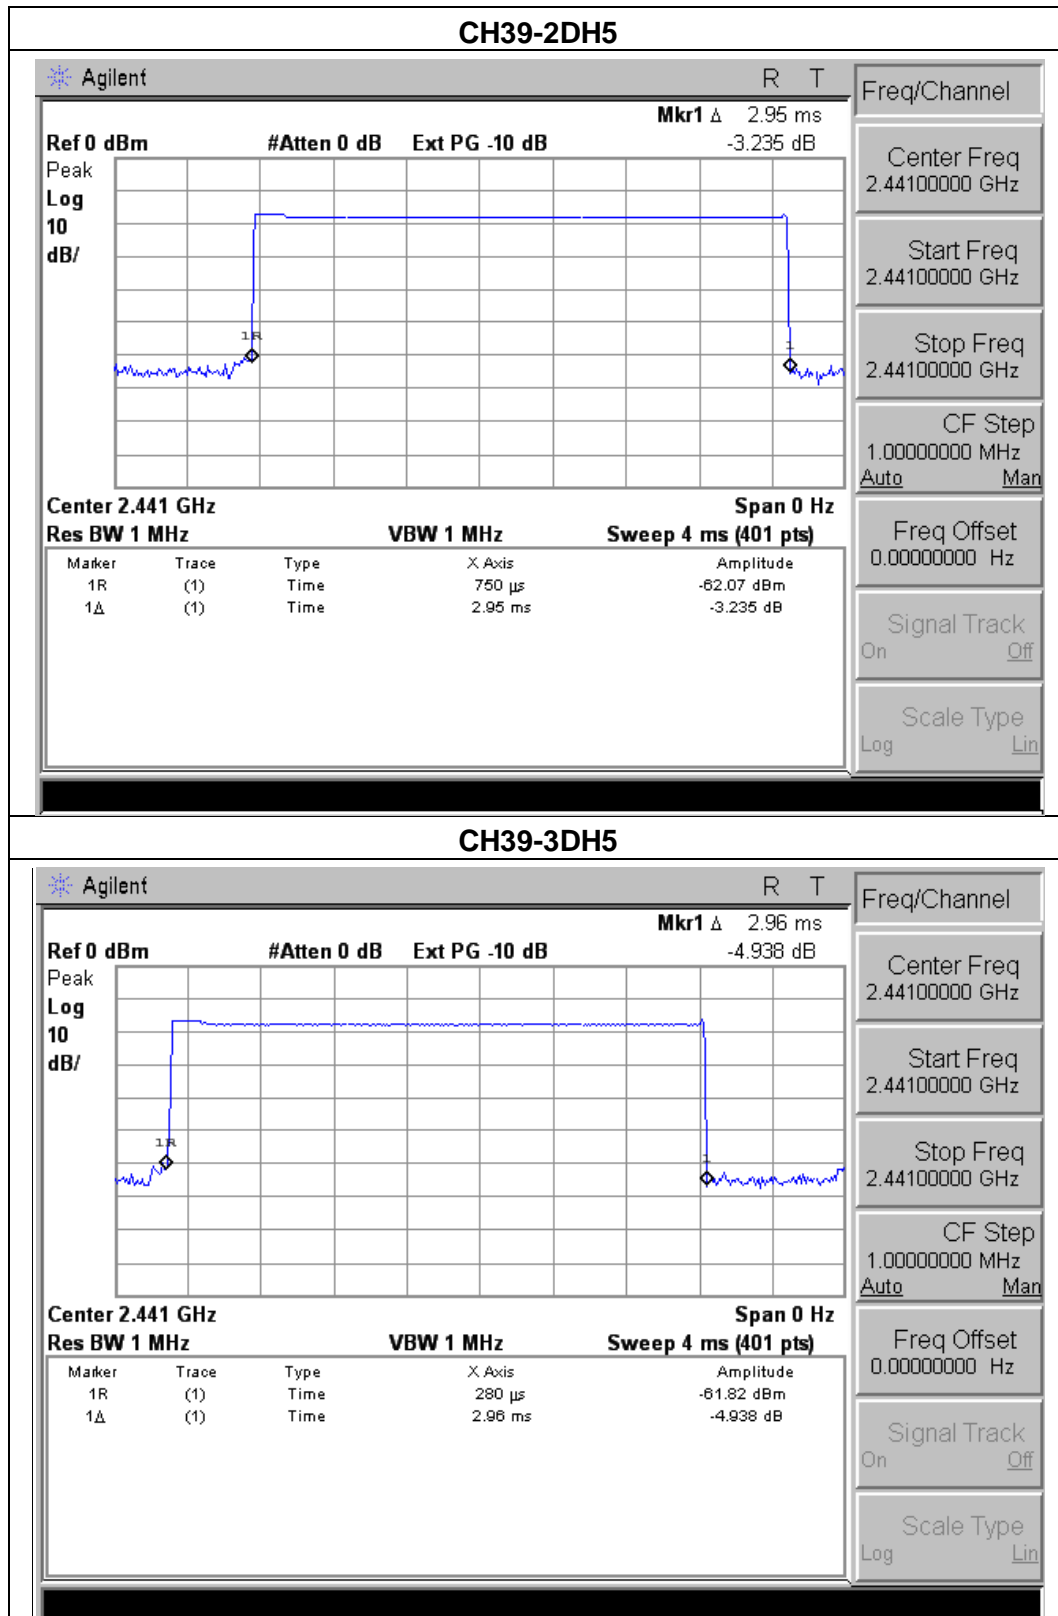 CH39-2DH5
Agilent R T
Mkr1 Δ 2.95 ms
Ref 0 dBm #Atten 0 dB Ext PG -10 dB -3.235 dB
Peak
Log
10
dB/
1R
1
Center 2.441 GHz Span 0 Hz
Res BW 1 MHz VBW 1 MHz Sweep 4 ms (401 pts)
Marker Trace Type X Axis Amplitude
1R (1) Time 750 μs -62.07 dBm
1Δ (1) Time 2.95 ms -3.235 dB
Freq/Channel
Center Freq
2.44100000 GHz
Start Freq
2.44100000 GHz
Stop Freq
2.44100000 GHz
CF Step
1.00000000 MHz
Auto Man
Freq Offset
0.00000000 Hz
Signal Track
On Off
Scale Type
Log Lin
CH39-3DH5
Agilent R T
Mkr1 Δ 2.96 ms
Ref 0 dBm #Atten 0 dB Ext PG -10 dB -4.938 dB
Peak
Log
10
dB/
1R
1
Center 2.441 GHz Span 0 Hz
Res BW 1 MHz VBW 1 MHz Sweep 4 ms (401 pts)
Marker Trace Type X Axis Amplitude
1R (1) Time 280 μs -61.82 dBm
1Δ (1) Time 2.96 ms -4.938 dB
Freq/Channel
Center Freq
2.44100000 GHz
Start Freq
2.44100000 GHz
Stop Freq
2.44100000 GHz
CF Step
1.00000000 MHz
Auto Man
Freq Offset
0.00000000 Hz
Signal Track
On Off
Scale Type
Log Lin